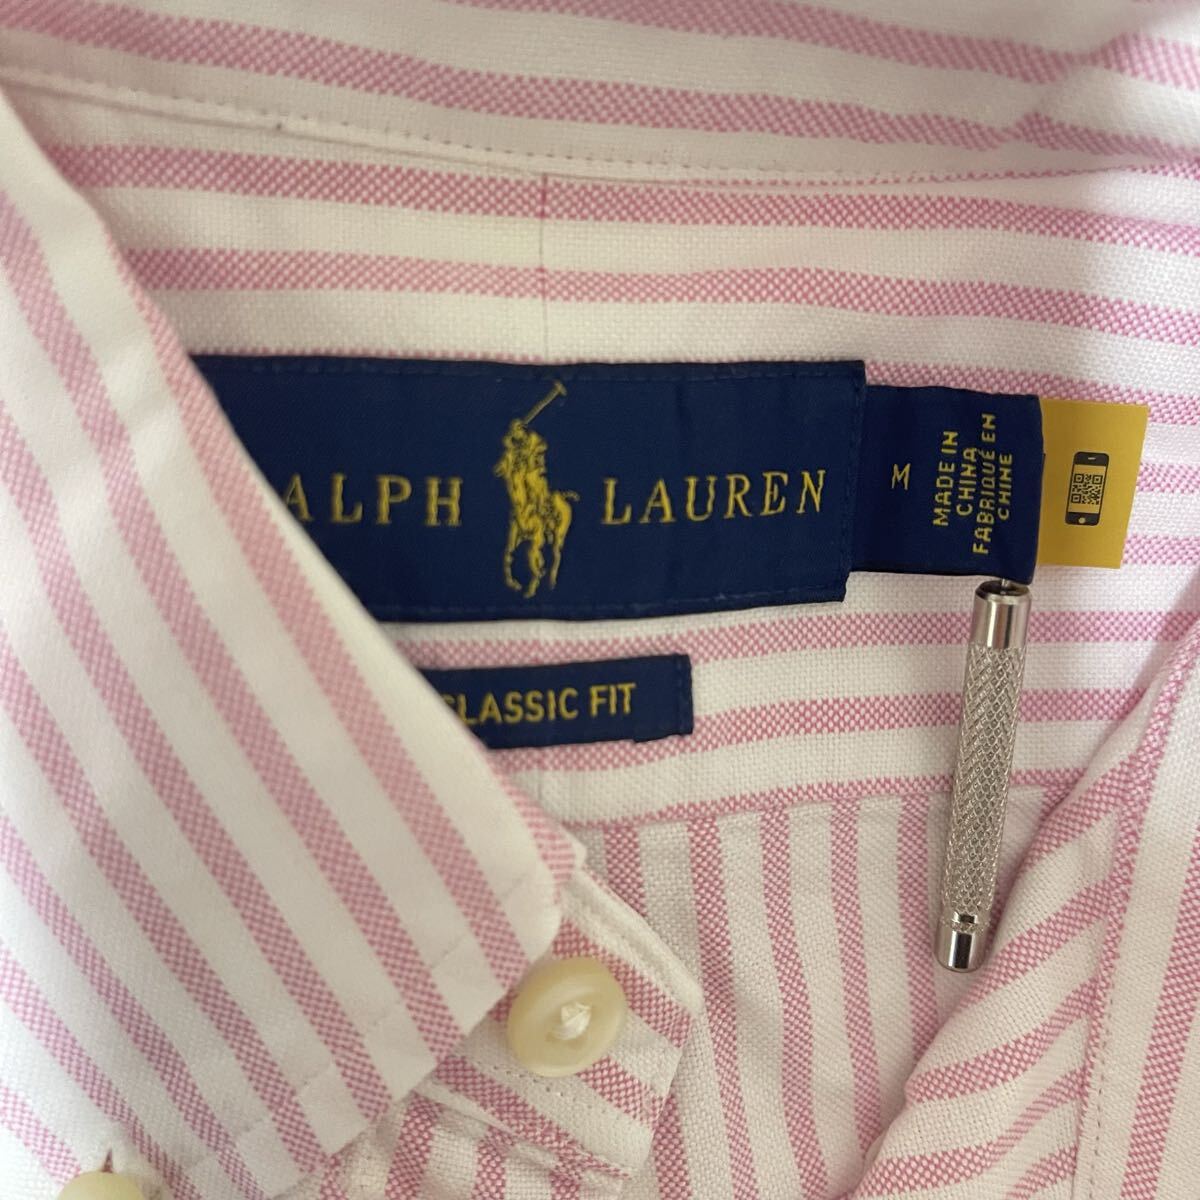 ALPH LAUREN
M
MADE IN
CHINA
FABRIQUÉ EN
CHINE
CLASSIC FIT